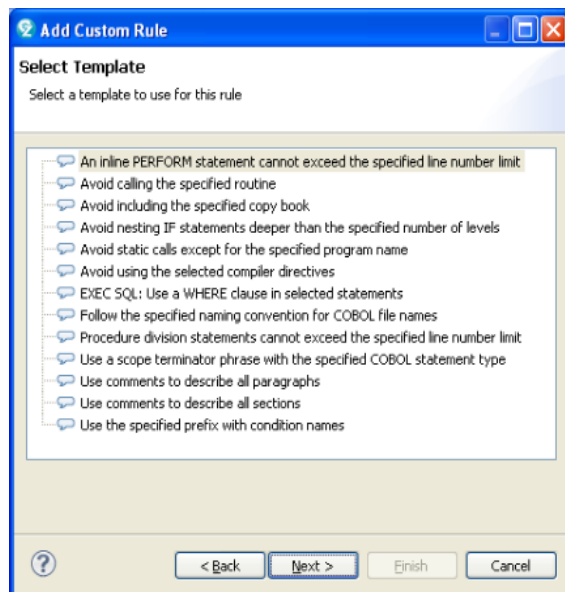 Add Custom Rule
Select Template
Select a template to use for this rule
An inline PERFORM statement cannot exceed the specified line number limit
Avoid calling the specified routine
Avoid including the specified copy book
Avoid nesting IF statements deeper than the specified number of levels
Avoid static calls except for the specified program name
Avoid using the selected compiler directives
EXEC SQL: Use a WHERE clause in selected statements
Follow the specified naming convention for COBOL file names
Procedure division statements cannot exceed the specified line number limit
Use a scope terminator phrase with the specified COBOL statement type
Use comments to describe all paragraphs
Use comments to describe all sections
Use the specified prefix with condition names
? < Back Next > Finish Cancel